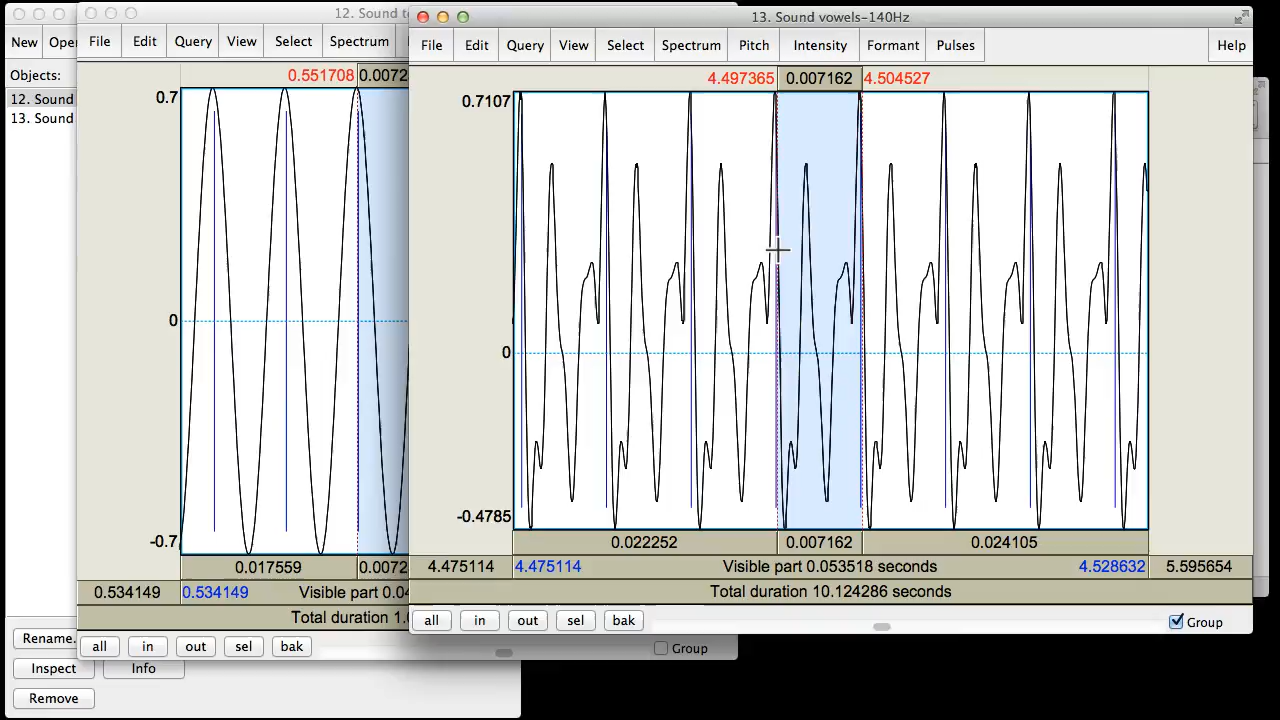 New Open
Objects:
12. Sound
13. Sound
Rename.
Inspect Info
Remove
12. Sound t
File Edit Query View Select Spectrum
0.551708 0.0072
0.7
0
-0.7
0.017559 0.0072
0.534149 0.534149 Visible part 0.04
Total duration 1.
all in out sel bak Group
13. Sound vowels-140Hz
File Edit Query View Select Spectrum Pitch Intensity Formant Pulses Help
4.497365 0.007162 4.504527
0.7107
0
-0.4785
0.022252 0.007162 0.024105
4.475114 4.475114 Visible part 0.053518 seconds 4.528632 5.595654
Total duration 10.124286 seconds
all in out sel bak Group